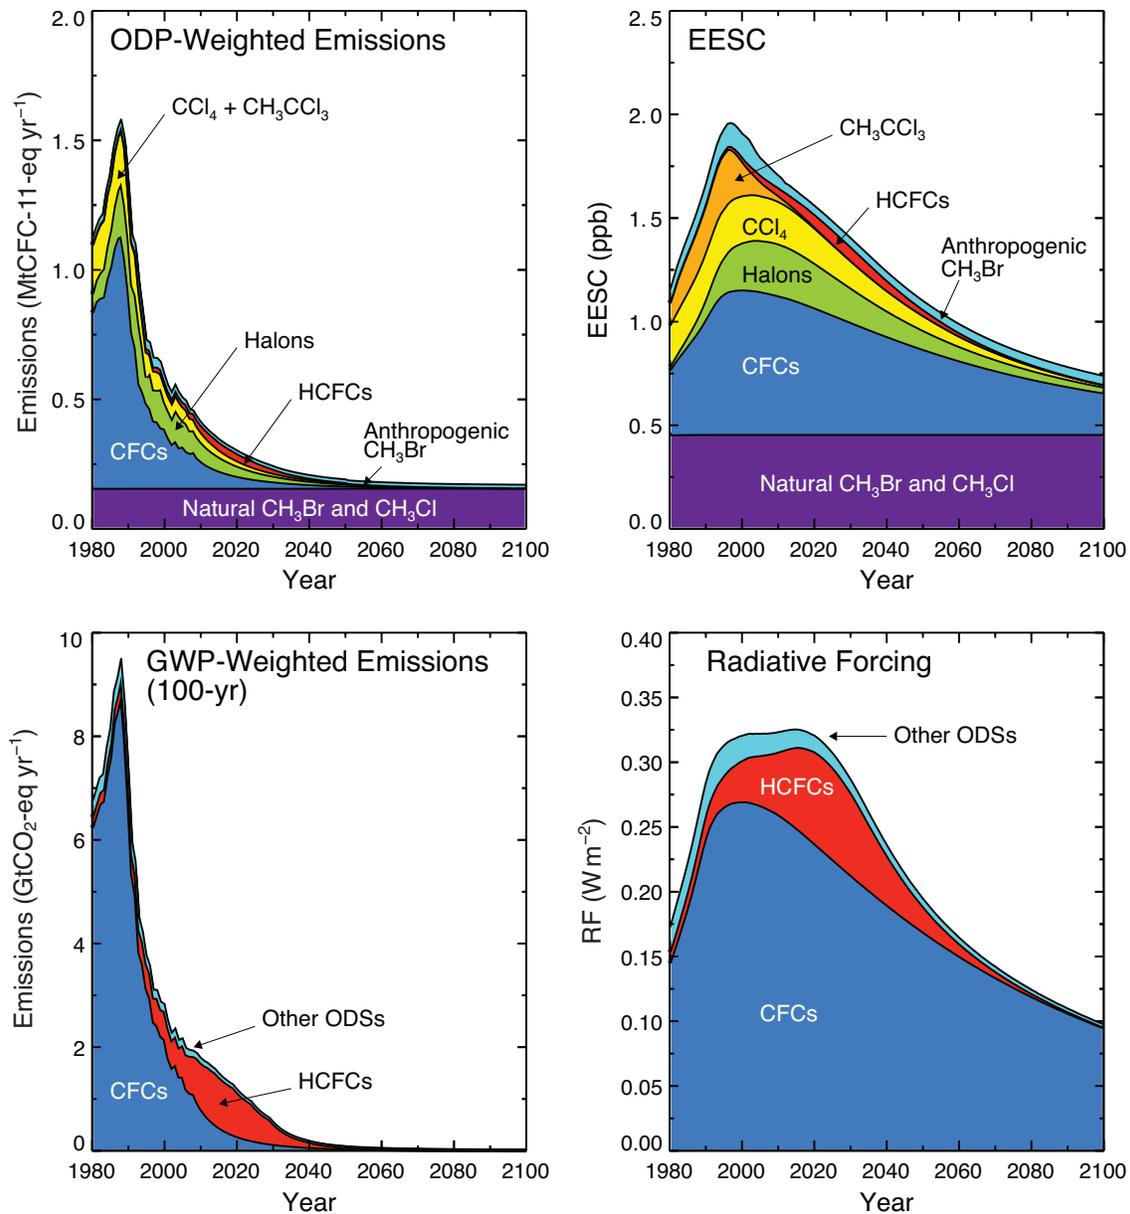 ODP-Weighted Emissions
Emissions (MtCFC-11-eq yr⁻¹)
2.0
1.5
1.0
0.5
0.0
CCl₄ + CH₃CCl₃
Halons
HCFCs
Anthropogenic
CH₃Br
CFCs
Natural CH₃Br and CH₃Cl
1980 2000 2020 2040 2060 2080 2100
Year
EESC
EESC (ppb)
2.5
2.0
1.5
1.0
0.5
0.0
CH₃CCl₃
HCFCs
CCl₄
Anthropogenic
CH₃Br
Halons
CFCs
Natural CH₃Br and CH₃Cl
1980 2000 2020 2040 2060 2080 2100
Year
GWP-Weighted Emissions
(100-yr)
Emissions (GtCO₂-eq yr⁻¹)
10
8
6
4
2
0
Other ODSs
HCFCs
CFCs
1980 2000 2020 2040 2060 2080 2100
Year
Radiative Forcing
RF (W m⁻²)
0.40
0.35
0.30
0.25
0.20
0.15
0.10
0.05
0.00
Other ODSs
HCFCs
CFCs
1980 2000 2020 2040 2060 2080 2100
Year